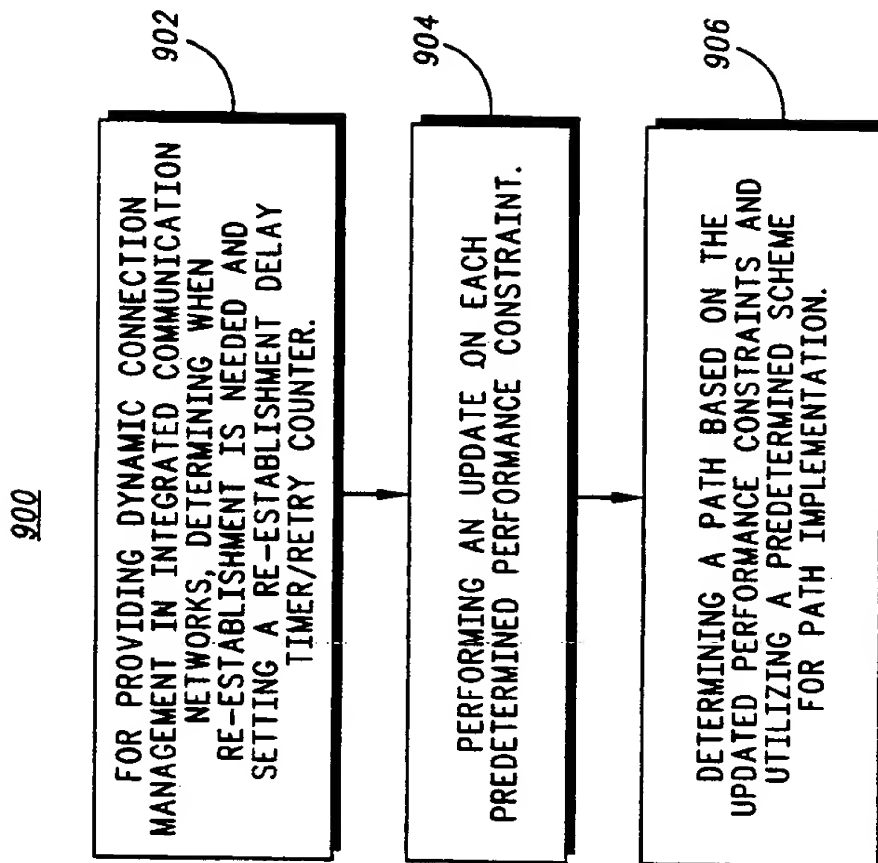 900
FOR PROVIDING DYNAMIC CONNECTION
MANAGEMENT IN INTEGRATED COMMUNICATION
NETWORKS, DETERMINING WHEN
RE-ESTABLISHMENT IS NEEDED AND
SETTING A RE-ESTABLISHMENT DELAY
TIMER/RETRY COUNTER.
902
PERFORMING AN UPDATE ON EACH
PREDETERMINED PERFORMANCE CONSTRAINT.
904
DETERMINING A PATH BASED ON THE
UPDATED PERFORMANCE CONSTRAINTS AND
UTILIZING A PREDETERMINED SCHEME
FOR PATH IMPLEMENTATION.
906